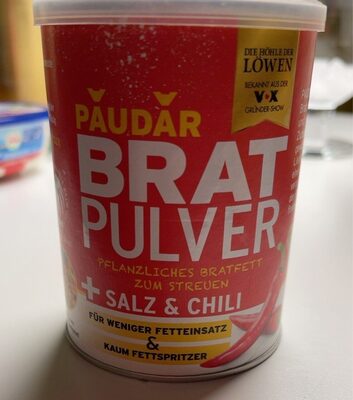 DIE HÖHLE DER
LÖWEN
BEKANNT AUS DER
VOX
GRÜNDER-SHOW
PAUDAR
BRAT
PULVER
PFLANZLICHES BRATFETT
ZUM STREUEN
+ SALZ & CHILI
FÜR WENIGER FETTEINSATZ
&
KAUM FETTSPRITZER